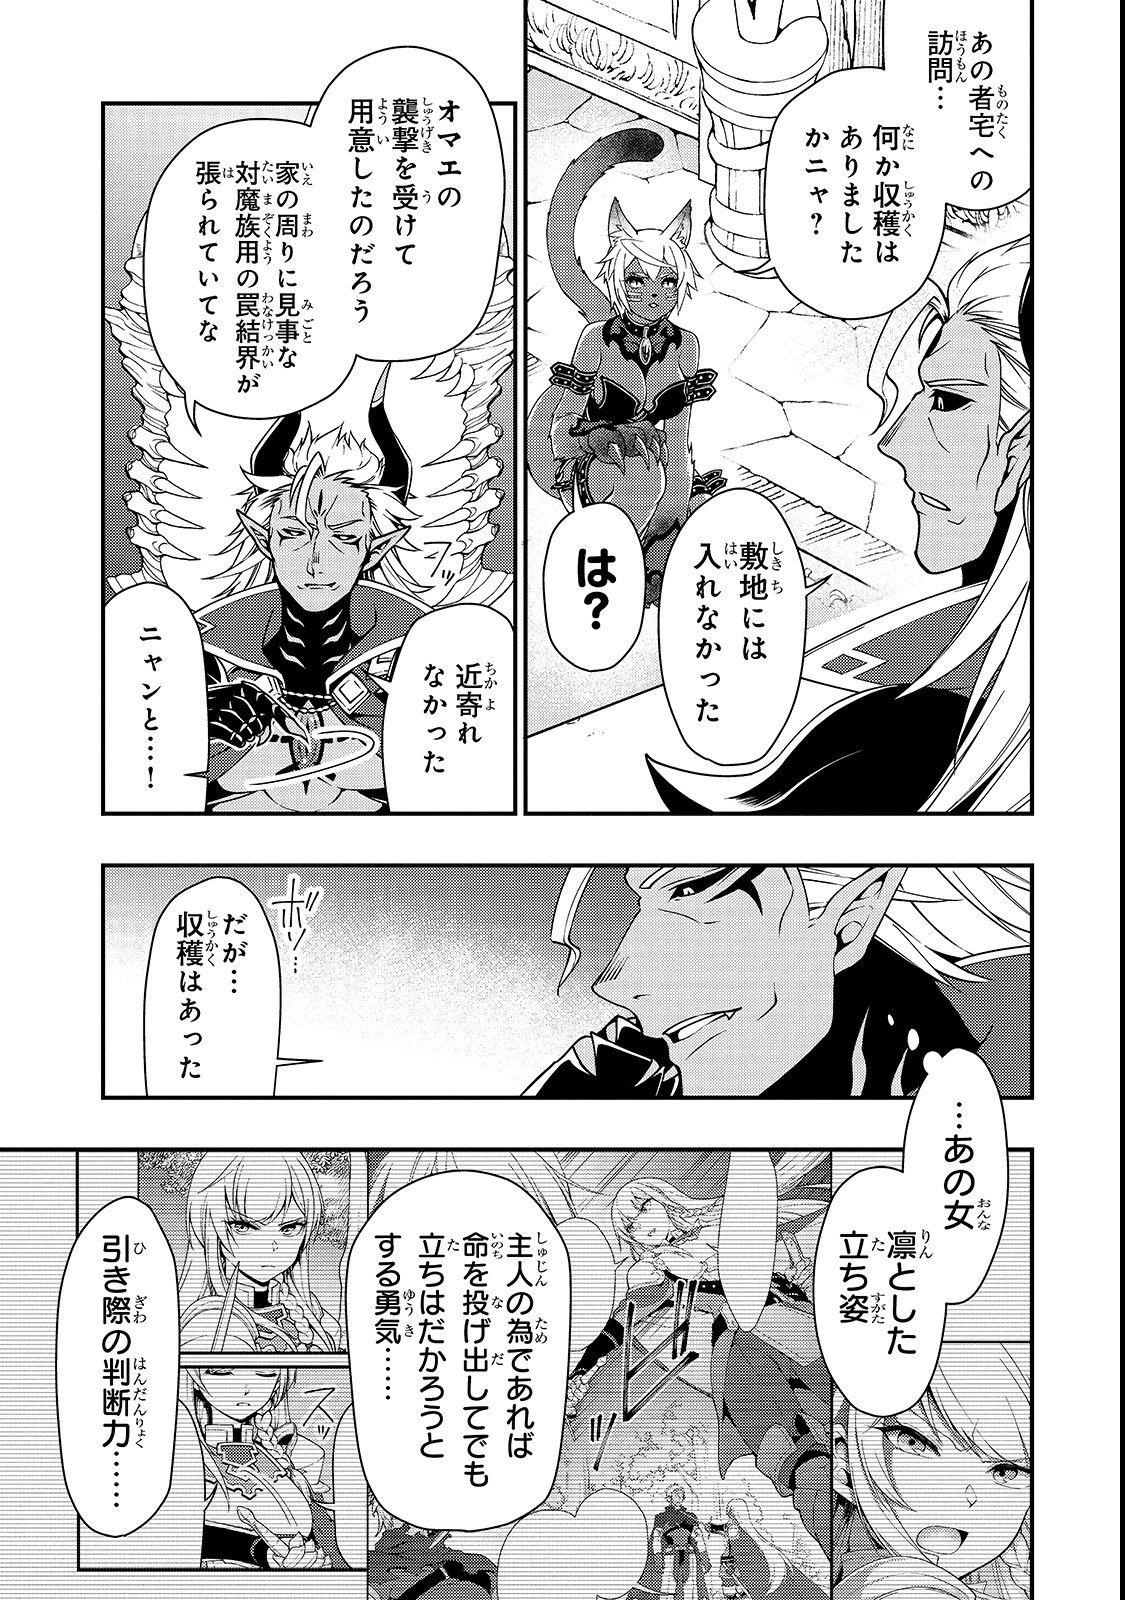 あの者宅への
訪問…
何か収穫は
ありました
かニャ?
敷地には
入れなかった
は?
オマエの
襲撃を受けて
用意したのだろう
家の周りに見事な
対魔族用の罠結界が
張られていてな
近寄れ
なかった
ニャンと…!
だが…
収穫はあった
ボソッ…
…あの女
凛とした
立ち姿
主人の為であれば
命を投げ出してでも
立ちはだかろうと
する勇気……
引き際の判断力……